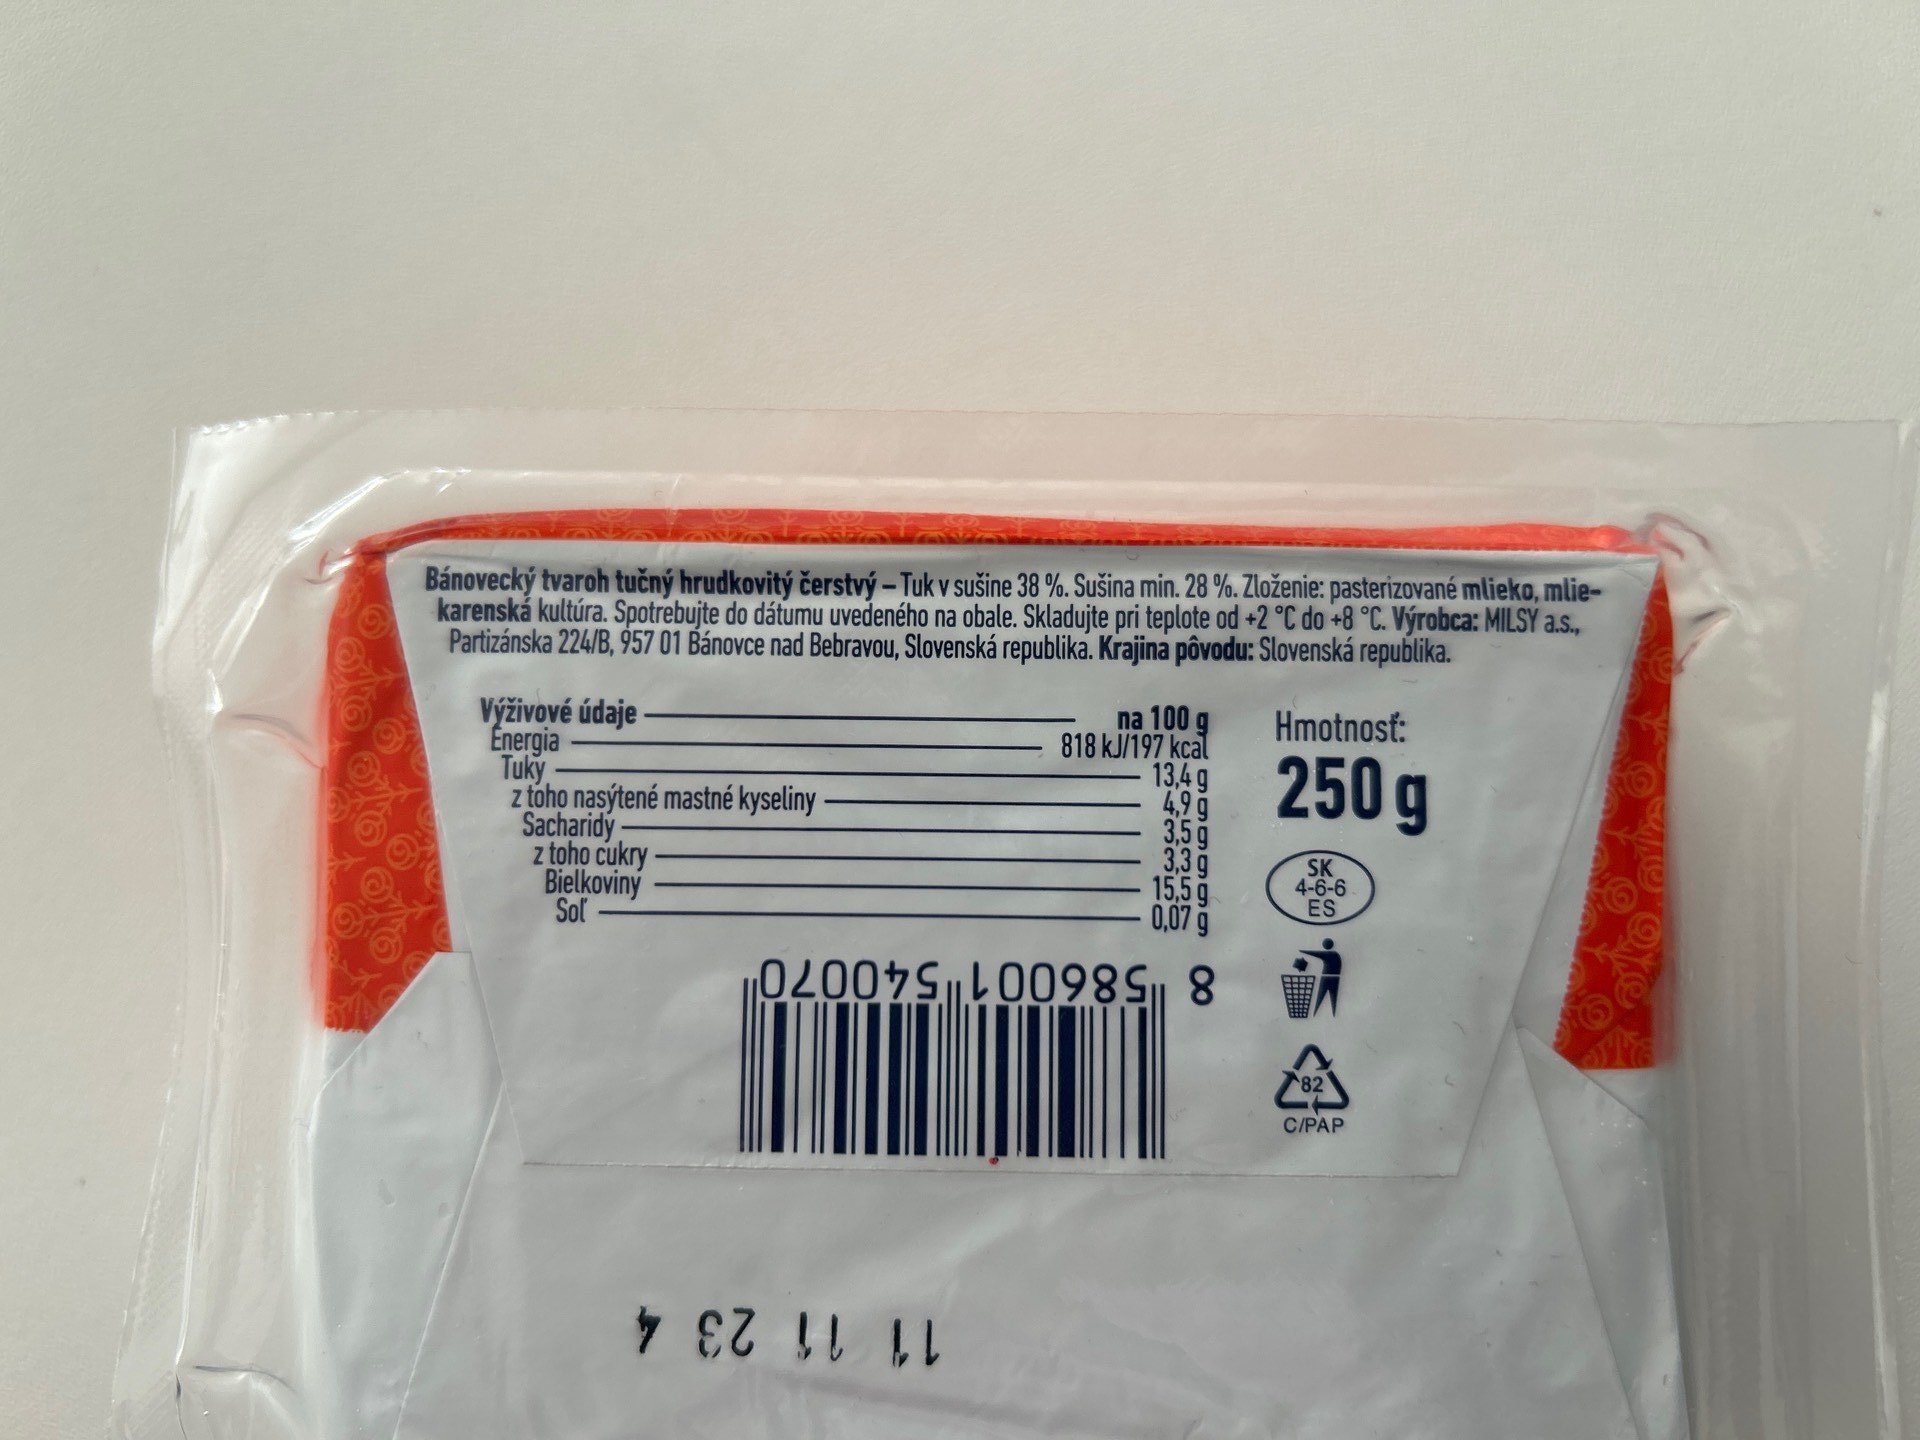 Bánovecký tvaroh tučný hrudkovitý čerstvý – Tuk v sušine 38 %. Sušina min. 28 %. Zloženie: pasterizované mlieko, mlie-
karenská kultúra. Spotrebujte do dátumu uvedeného na obale. Skladujte pri teplote od +2 °C do +8 °C. Výrobca: MILSY a.s.,
Partizánska 224/B, 957 01 Bánovce nad Bebravou, Slovenská republika. Krajina pôvodu: Slovenská republika.
Výživové údaje na 100 g
Energia 818 kJ/197 kcal
Tuky 13,4 g
z toho nasýtené mastné kyseliny 4,9 g
Sacharidy 3,5 g
z toho cukry 3,3 g
Bielkoviny 15,5 g
Soľ 0,07 g
Hmotnosť:
250 g
SK
4-6-6
ES
8 586001 540070
82
C/PAP
11 11 23 4